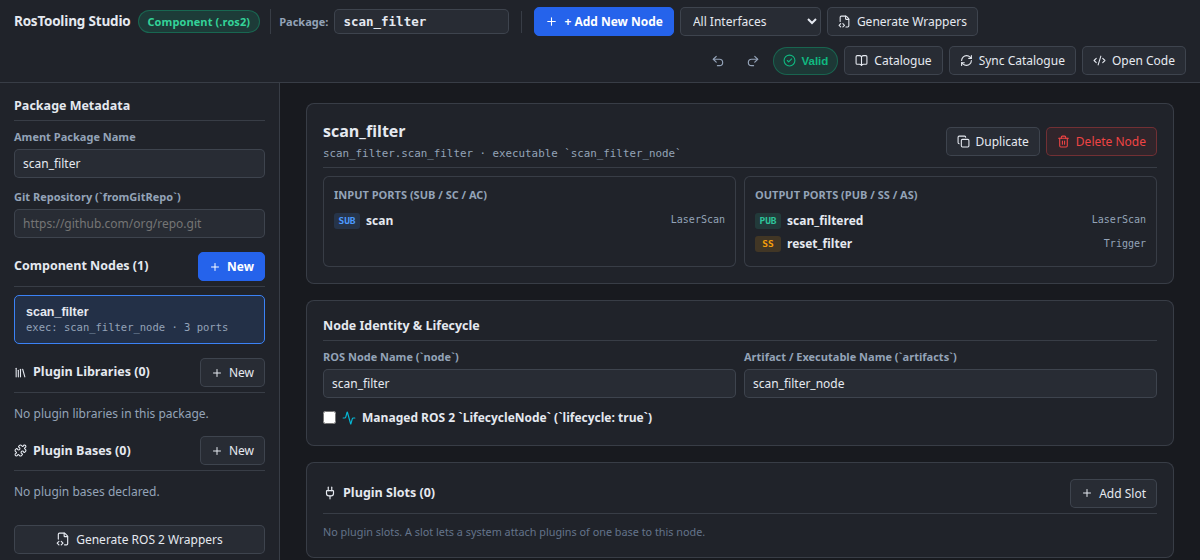 RosTooling Studio
Component (.ros2)
Package:
scan_filter
+ Add New Node
All Interfaces
Generate Wrappers
Valid
Catalogue
Sync Catalogue
Open Code
Package Metadata
Ament Package Name
scan_filter
Git Repository (`fromGitRepo`)
https://github.com/org/repo.git
Component Nodes (1)
New
scan_filter
exec: scan_filter_node · 3 ports
Plugin Libraries (0)
New
No plugin libraries in this package.
Plugin Bases (0)
New
No plugin bases declared.
Generate ROS 2 Wrappers
scan_filter
scan_filter.scan_filter · executable `scan_filter_node`
Duplicate
Delete Node
INPUT PORTS (SUB / SC / AC)
SUB scan LaserScan
OUTPUT PORTS (PUB / SS / AS)
PUB scan_filtered LaserScan
SS reset_filter Trigger
Node Identity & Lifecycle
ROS Node Name (`node`)
scan_filter
Artifact / Executable Name (`artifacts`)
scan_filter_node
Managed ROS 2 `LifecycleNode` (`lifecycle: true`)
Plugin Slots (0)
Add Slot
No plugin slots. A slot lets a system attach plugins of one base to this node.